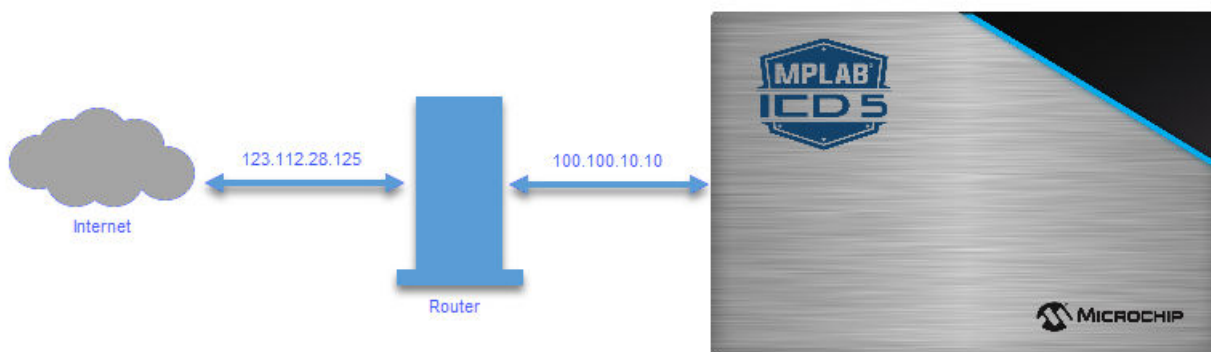 MPLAB
ICD 5
123.112.28.125
100.100.10.10
Internet
Router
MICROCHIP